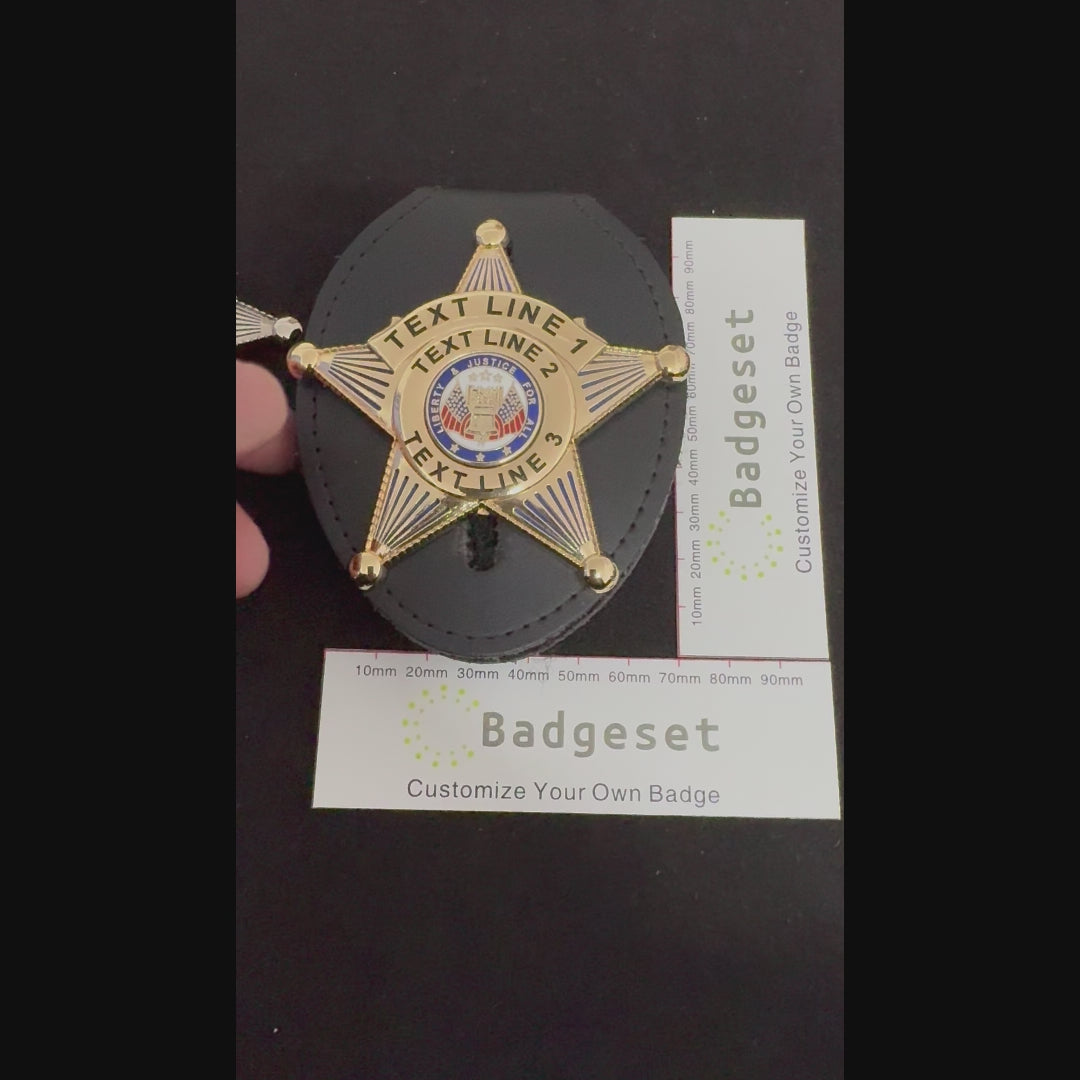 TEXT LINE 1
TEXT LINE 2
LIBERTY & JUSTICE FOR ALL
TEXT LINE 3
10mm 20mm 30mm 40mm 50mm 60mm 70mm 80mm 90mm
Badgeset
Customize Your Own Badge
10mm 20mm 30mm 40mm 50mm 60mm 70mm 80mm 90mm
Badgeset
Customize Your Own Badge